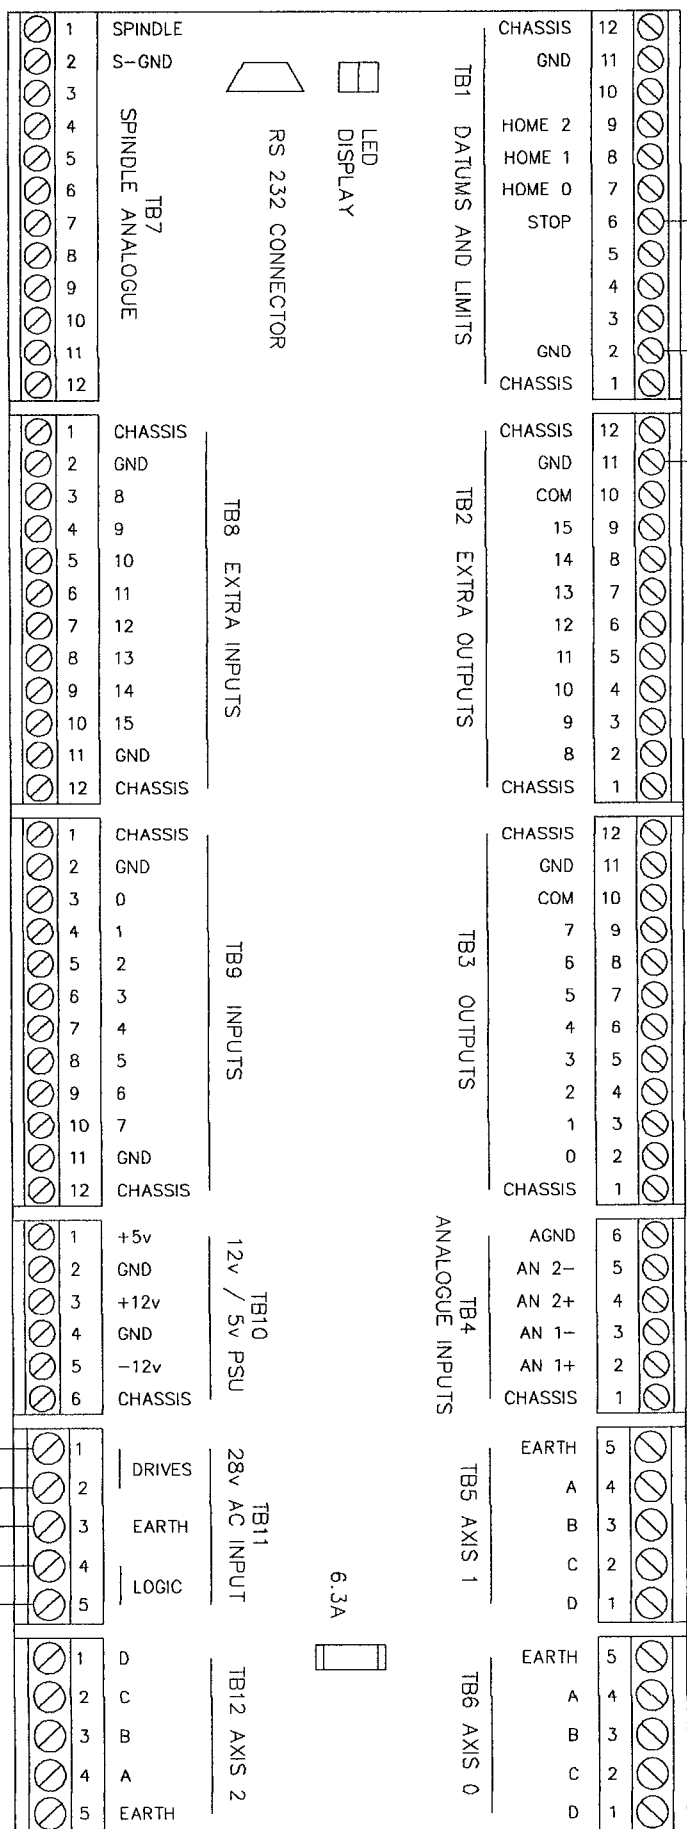 1 SPINDLE
2 S-GND
3
4
5
6
7
8
9
10
11
12
TB7
SPINDLE ANALOGUE
RS 232 CONNECTOR
LED
DISPLAY
TB1 DATUMS AND LIMITS
CHASSIS 12
GND 11
10
HOME 2 9
HOME 1 8
HOME 0 7
STOP 6
5
4
3
GND 2
CHASSIS 1
1 CHASSIS
2 GND
3 8
4 9
5 10
6 11
7 12
8 13
9 14
10 15
11 GND
12 CHASSIS
TB8 EXTRA INPUTS
TB2 EXTRA OUTPUTS
CHASSIS 12
GND 11
COM 10
15 9
14 8
13 7
12 6
11 5
10 4
9 3
8 2
CHASSIS 1
1 CHASSIS
2 GND
3 0
4 1
5 2
6 3
7 4
8 5
9 6
10 7
11 GND
12 CHASSIS
TB9 INPUTS
TB3 OUTPUTS
CHASSIS 12
GND 11
COM 10
7 9
6 8
5 7
4 6
3 5
2 4
1 3
0 2
CHASSIS 1
1 +5v
2 GND
3 +12v
4 GND
5 -12v
6 CHASSIS
TB10
12v / 5v PSU
TB4
ANALOGUE INPUTS
AGND 6
AN 2- 5
AN 2+ 4
AN 1- 3
AN 1+ 2
CHASSIS 1
1
DRIVES
2
3 EARTH
4
LOGIC
5
TB11
28v AC INPUT
6.3A
TB5 AXIS 1
EARTH 5
A 4
B 3
C 2
D 1
1 D
2 C
3 B
4 A
5 EARTH
TB12 AXIS 2
TB6 AXIS 0
EARTH 5
A 4
B 3
C 2
D 1